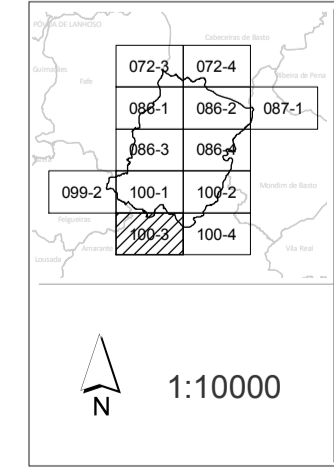 PÓVOA DE LANHOSO
Cabeceiras de Basto
072-3 072-4
Guimarães
Fafe
Ribeira de Pena
086-1 086-2 087-1
086-3 086-4
099-2 100-1 100-2
Mondim de Basto
Felgueiras
100-3 100-4
Amarante
Vila Real
Lousada
N
1:10000